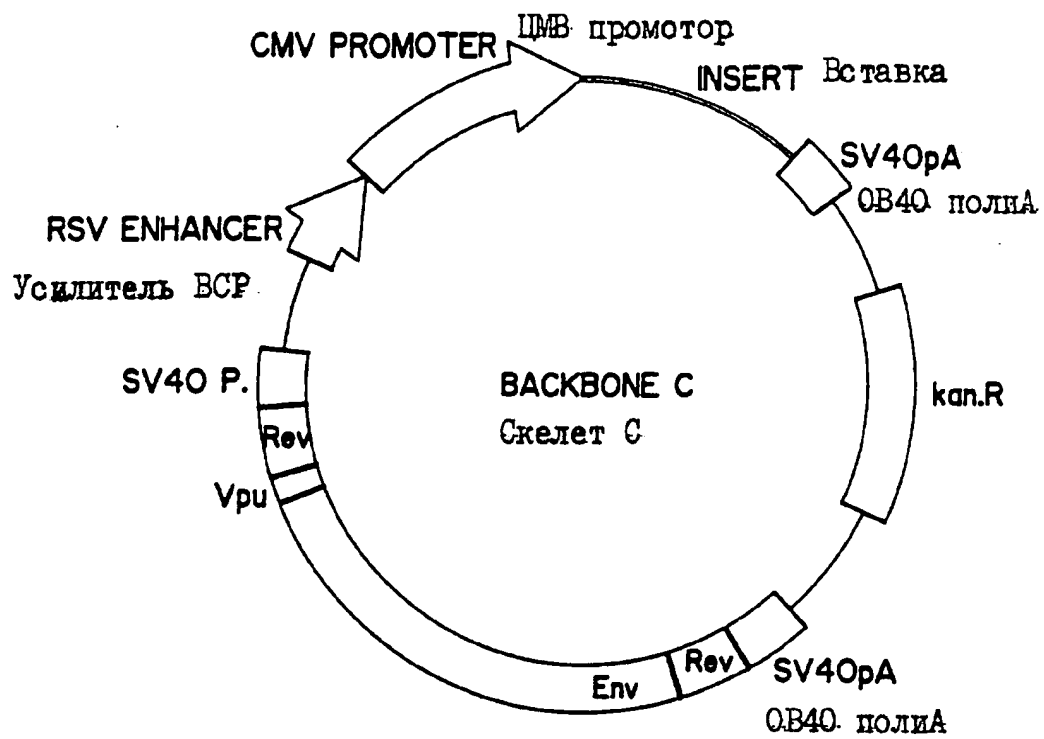 CMV PROMOTER
ЦМВ промотор
INSERT Вставка
SV40pA
ОВ40 полиА
RSV ENHANCER
Усилитель ВСР
SV40 P.
BACKBONE C
Скелет С
kan.R
Rev
Vpu
Env
Rev
SV40pA
ОВ40 полиА